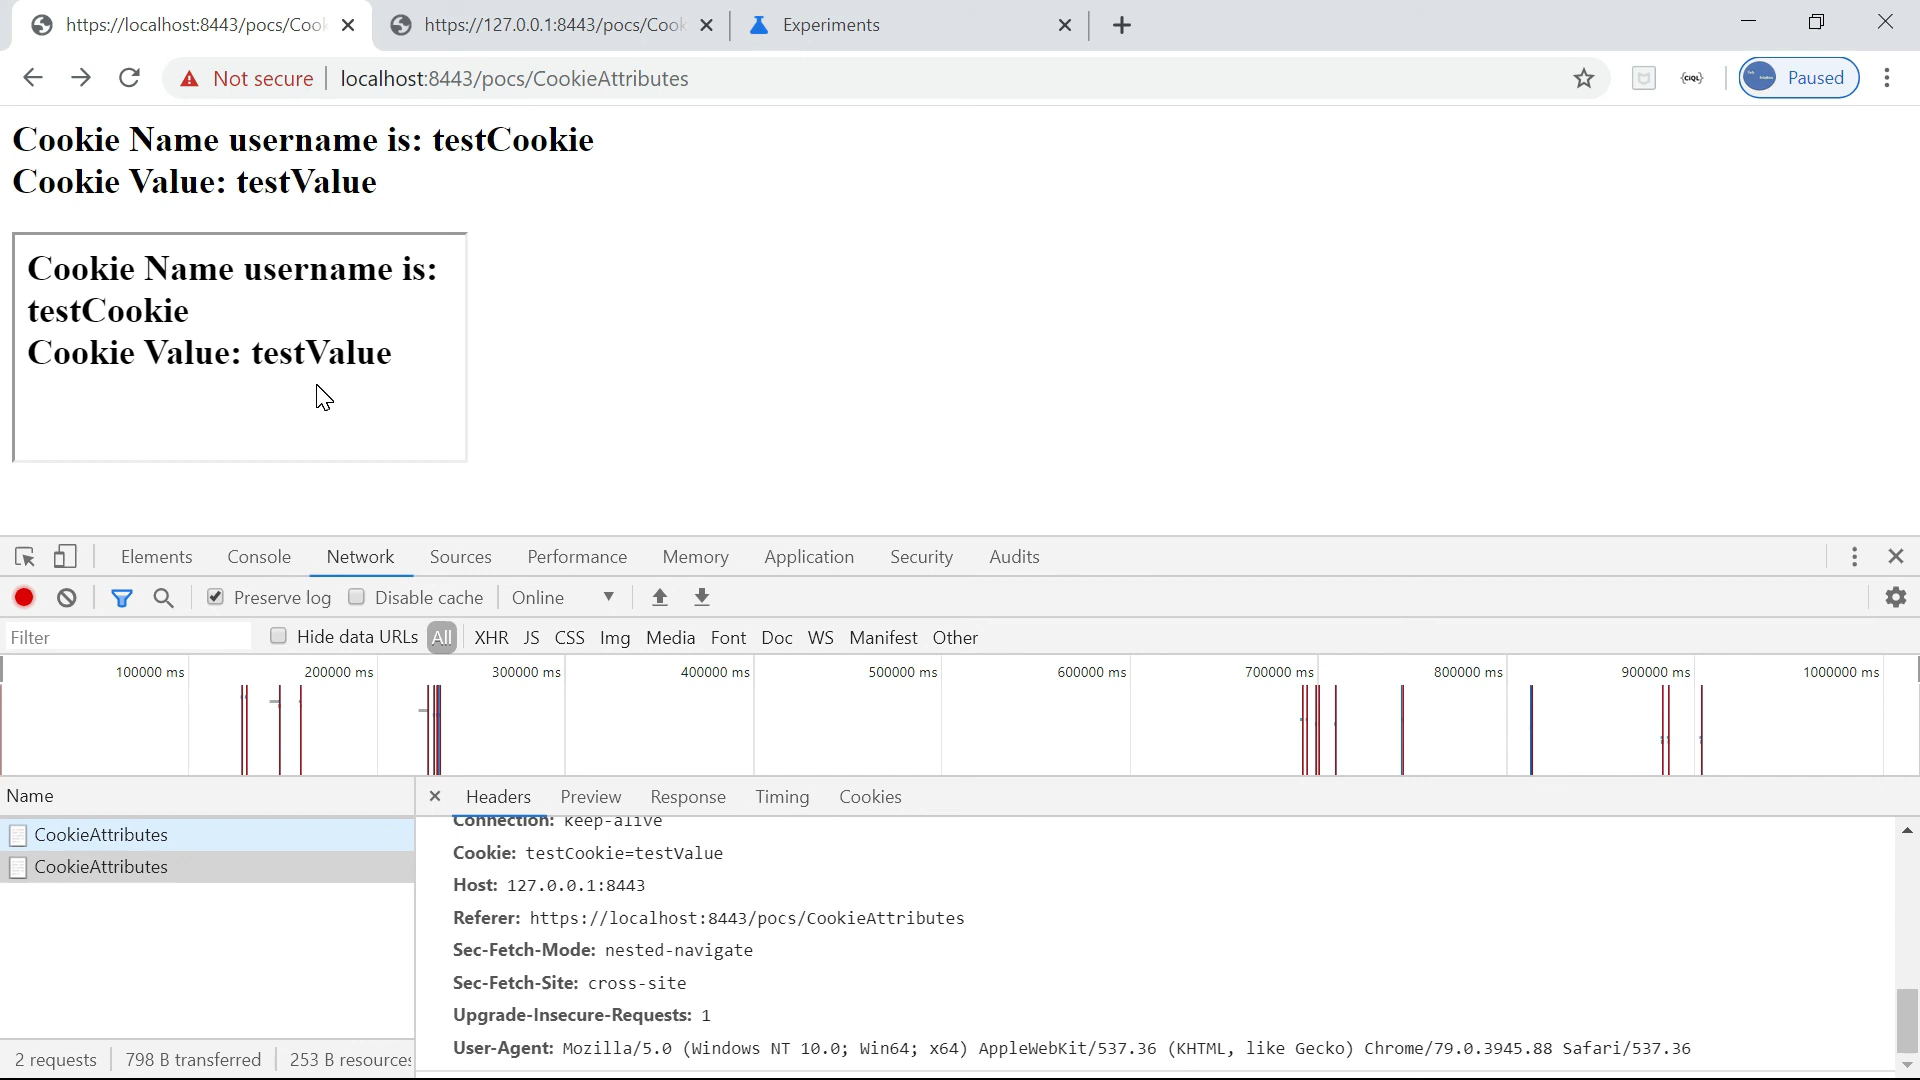 https://localhost:8443/pocs/Cook
https://127.0.0.1:8443/pocs/Cook
Experiments
Not secure
localhost:8443/pocs/CookieAttributes
{CIQL}
Paused
Cookie Name username is: testCookie
Cookie Value: testValue
Cookie Name username is:
testCookie
Cookie Value: testValue
Elements Console Network Sources Performance Memory Application Security Audits
Preserve log Disable cache Online
Filter Hide data URLs All XHR JS CSS Img Media Font Doc WS Manifest Other
100000 ms 200000 ms 300000 ms 400000 ms 500000 ms 600000 ms 700000 ms 800000 ms 900000 ms 1000000 ms
Name
Headers Preview Response Timing Cookies
CookieAttributes
CookieAttributes
Connection: keep-alive
Cookie: testCookie=testValue
Host: 127.0.0.1:8443
Referer: https://localhost:8443/pocs/CookieAttributes
Sec-Fetch-Mode: nested-navigate
Sec-Fetch-Site: cross-site
Upgrade-Insecure-Requests: 1
User-Agent: Mozilla/5.0 (Windows NT 10.0; Win64; x64) AppleWebKit/537.36 (KHTML, like Gecko) Chrome/79.0.3945.88 Safari/537.36
2 requests 798 B transferred 253 B resources